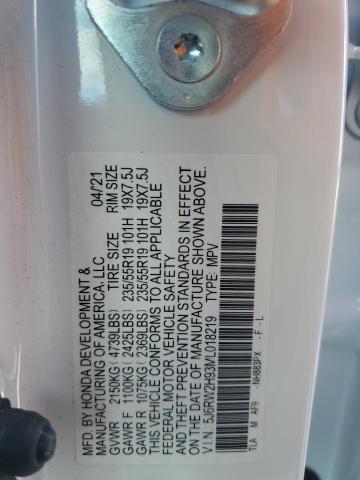 MFD. BY HONDA DEVELOPMENT & 04/21
MANUFACTURING OF AMERICA, LLC
GVWR 2150KG ( 4739LBS) TIRE SIZE RIM SIZE
GAWR F 1100KG ( 2425LBS) 235/55R19 101H 19X7.5J
GAWR R 1075KG ( 2369LBS) 235/55R19 101H 19X7.5J
THIS VEHICLE CONFORMS TO ALL APPLICABLE
FEDERAL MOTOR VEHICLE SAFETY
AND THEFT PREVENTION STANDARDS IN EFFECT
ON THE DATE OF MANUFACTURE SHOWN ABOVE.
V.I.N: 5J6RW2H93ML018219 TYPE: MPV
TLA M AF9 - NH883PX - F - L